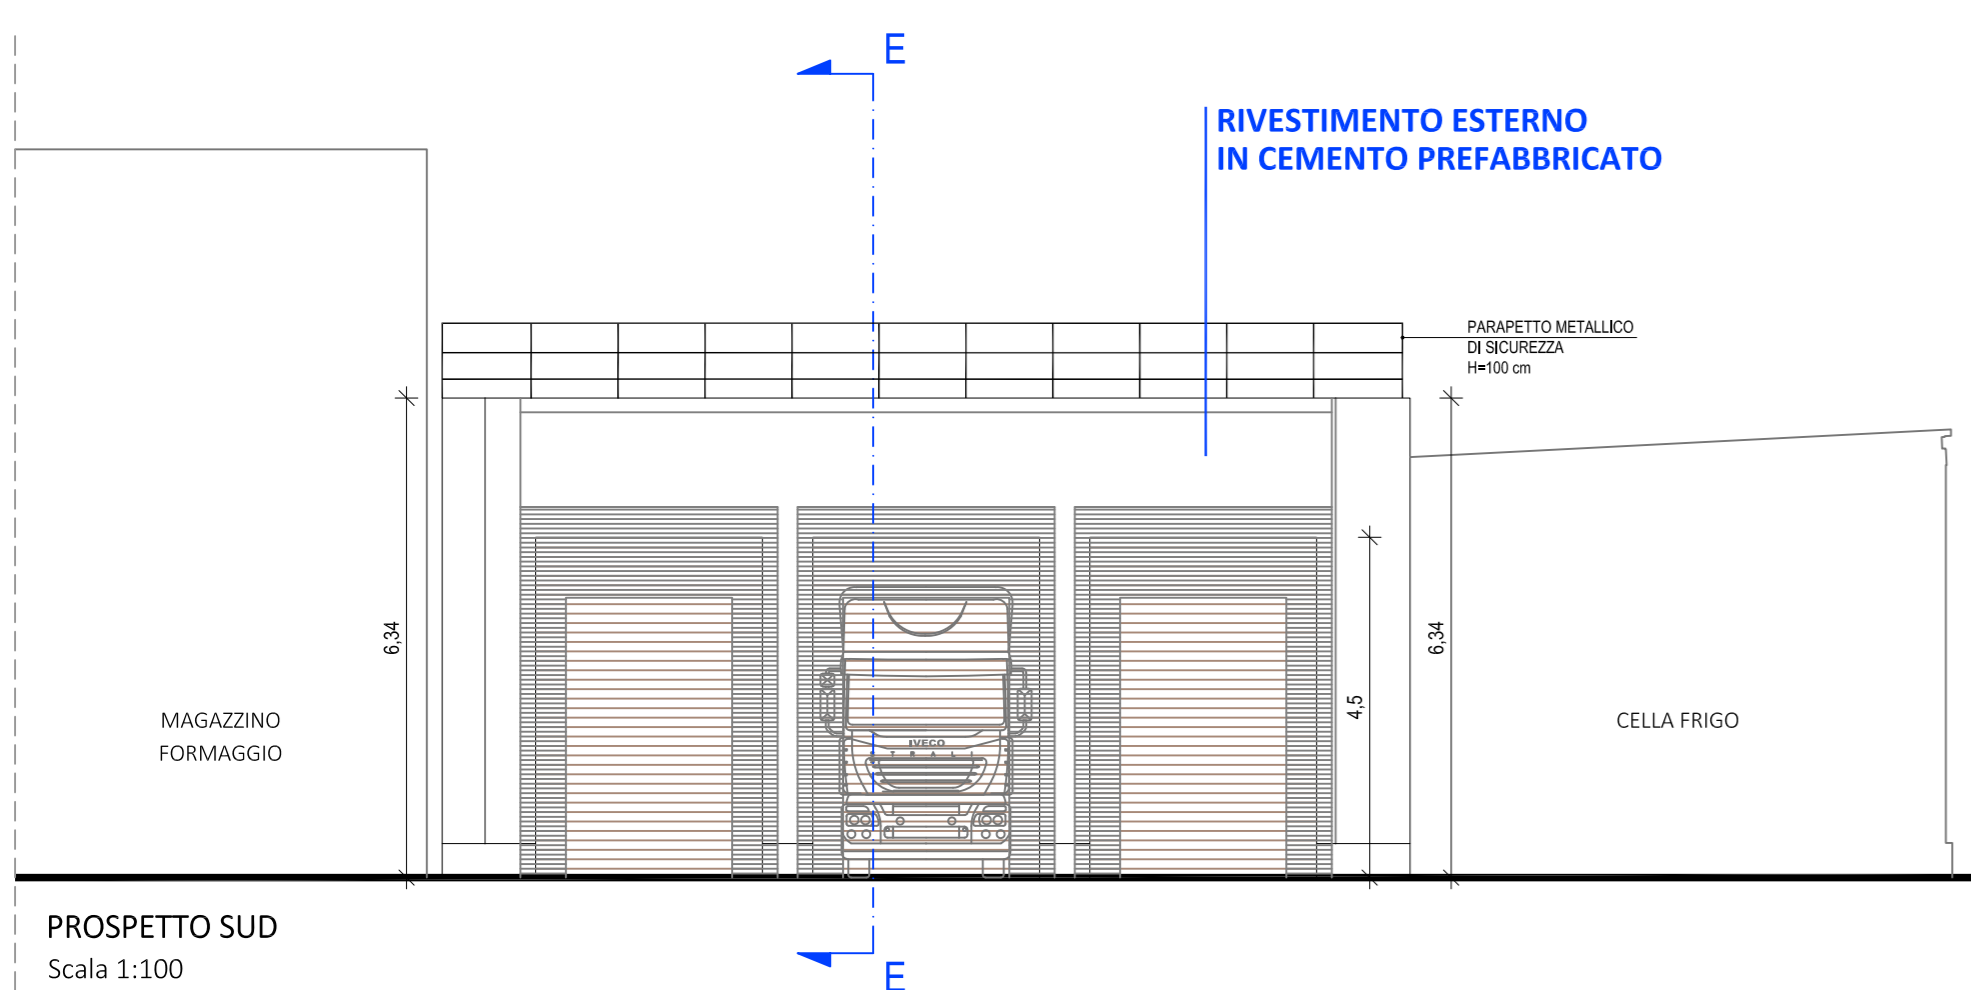 E
RIVESTIMENTO ESTERNO
IN CEMENTO PREFABBRICATO
PARAPETTO METALLICO
DI SICUREZZA
H=100 cm
6,34
6,34
4,5
MAGAZZINO
FORMAGGIO
CELLA FRIGO
IVECO
S T R A L I S
PROSPETTO SUD
Scala 1:100
E